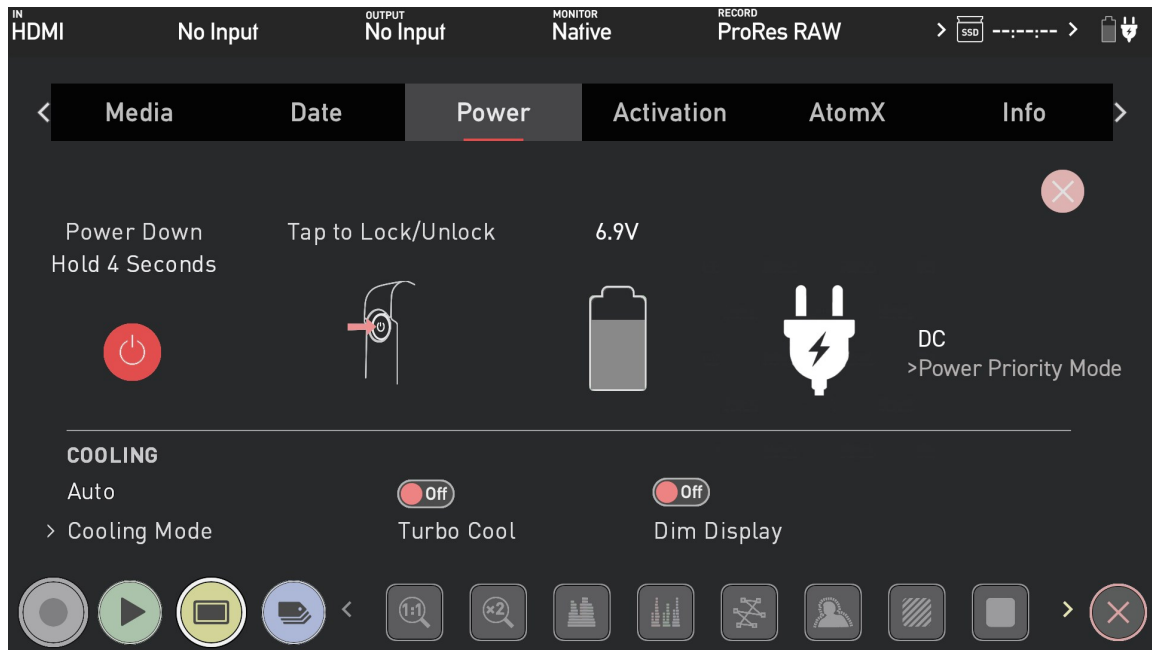 IN
HDMI
No Input
OUTPUT
No Input
MONITOR
Native
RECORD
ProRes RAW
> SSD --:--:-- >
< Media Date Power Activation AtomX Info >
Power Down
Hold 4 Seconds
Tap to Lock/Unlock
6.9V
DC
>Power Priority Mode
COOLING
Auto
> Cooling Mode
Off
Turbo Cool
Off
Dim Display
< 1:1 ×2 >